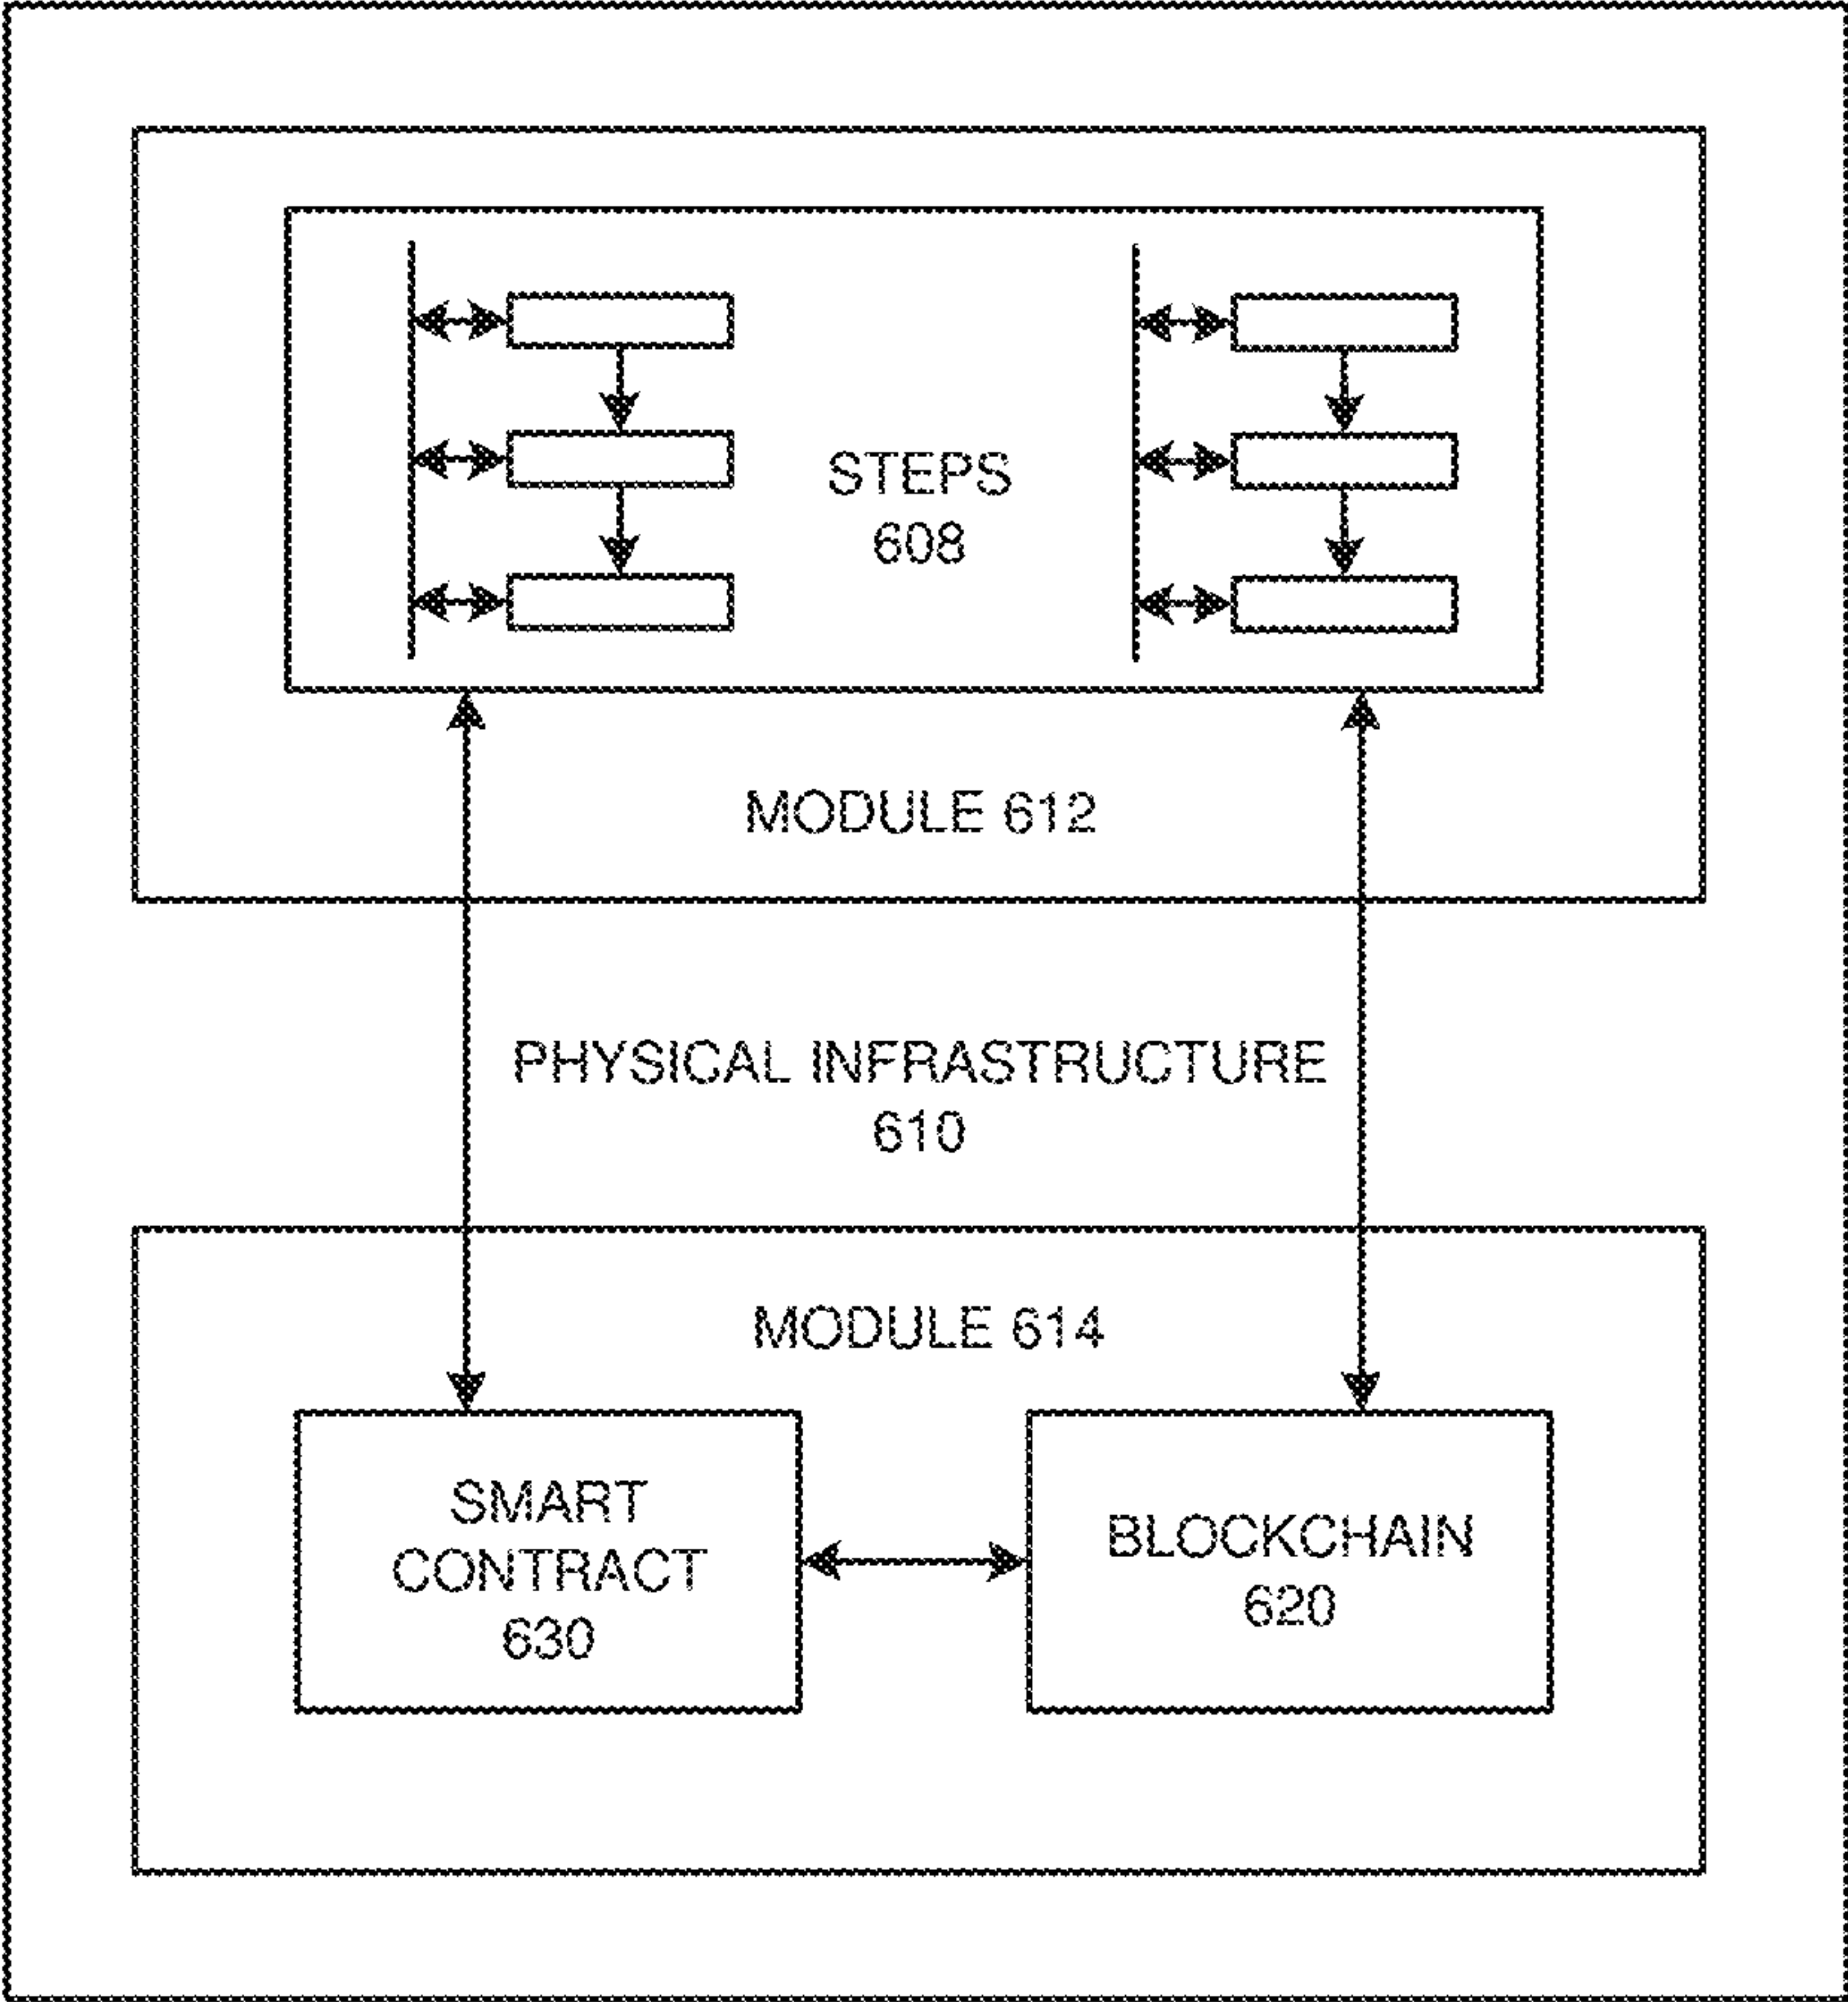 STEPS
608
MODULE 612
PHYSICAL INFRASTRUCTURE
610
MODULE 614
SMART
CONTRACT
630
BLOCKCHAIN
620